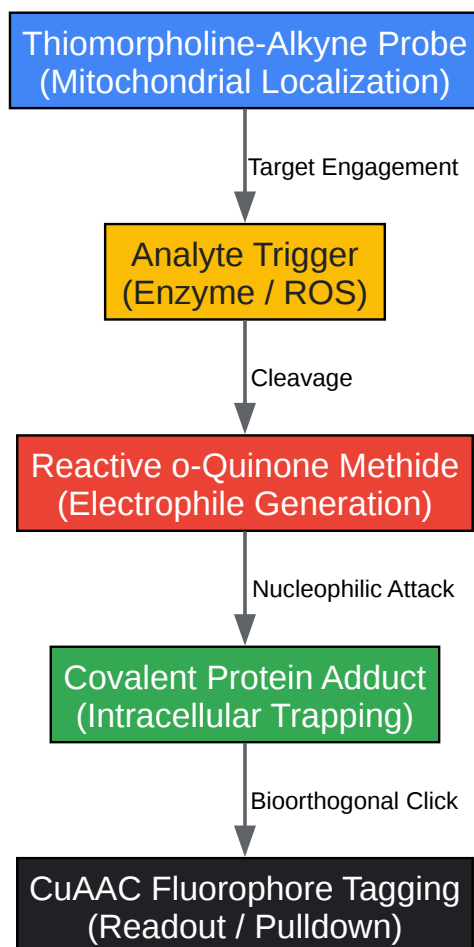 Thiomorpholine-Alkyne Probe
(Mitochondrial Localization)
Target Engagement
Analyte Trigger
(Enzyme / ROS)
Cleavage
Reactive o-Quinone Methide
(Electrophile Generation)
Nucleophilic Attack
Covalent Protein Adduct
(Intracellular Trapping)
Bioorthogonal Click
CuAAC Fluorophore Tagging
(Readout / Pulldown)